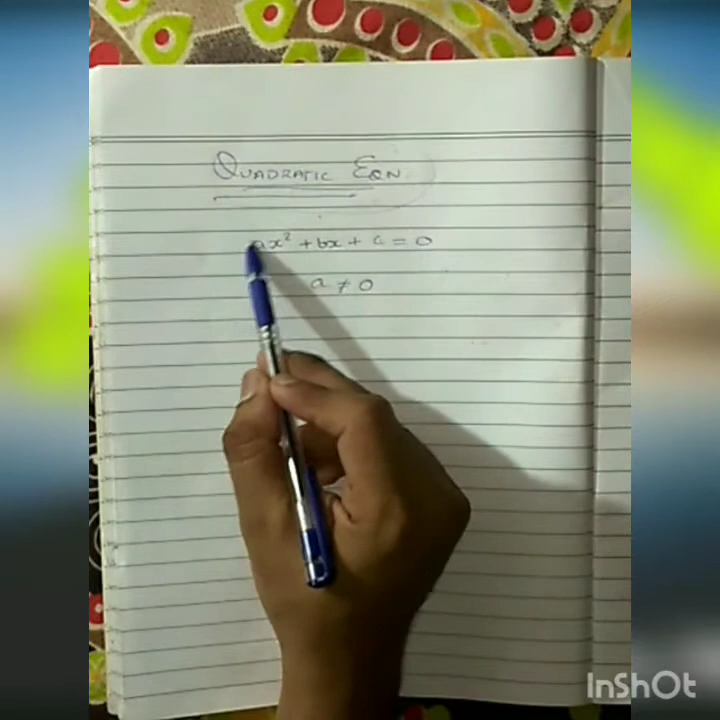 QUADRATIC EQN
ax² + bx + c = 0
a ≠ 0
InShOt